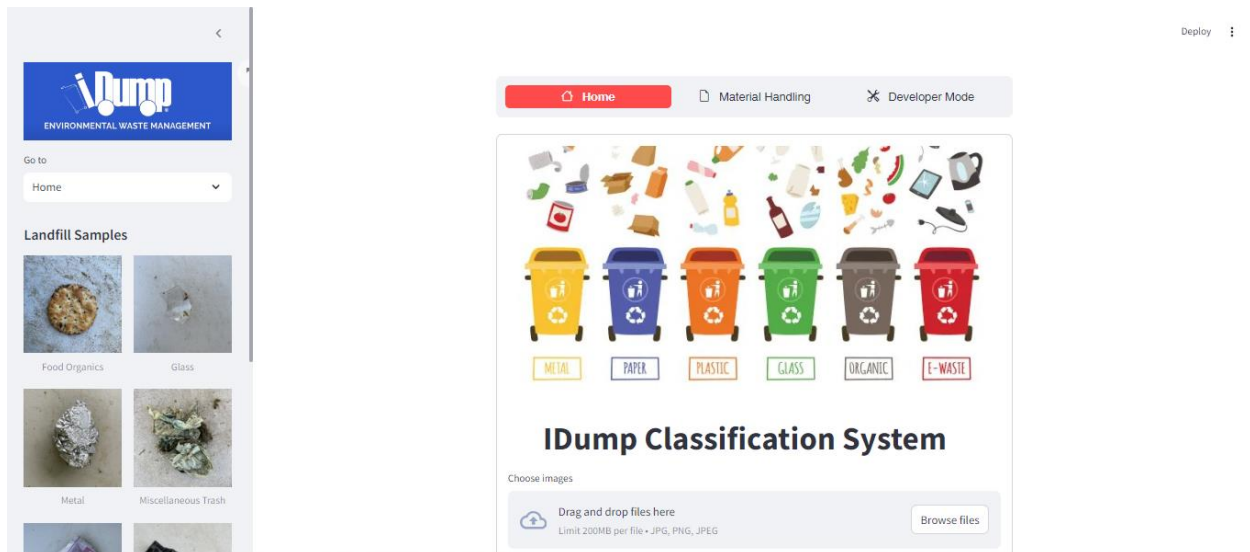 iDump
ENVIRONMENTAL WASTE MANAGEMENT
Go to
Home
Landfill Samples
Food Organics
Glass
Metal
Miscellaneous Trash
Deploy
Home
Material Handling
Developer Mode
METAL
PAPER
PLASTIC
GLASS
ORGANIC
E-WASTE
IDump Classification System
Choose images
Drag and drop files here
Limit 200MB per file • JPG, PNG, JPEG
Browse files